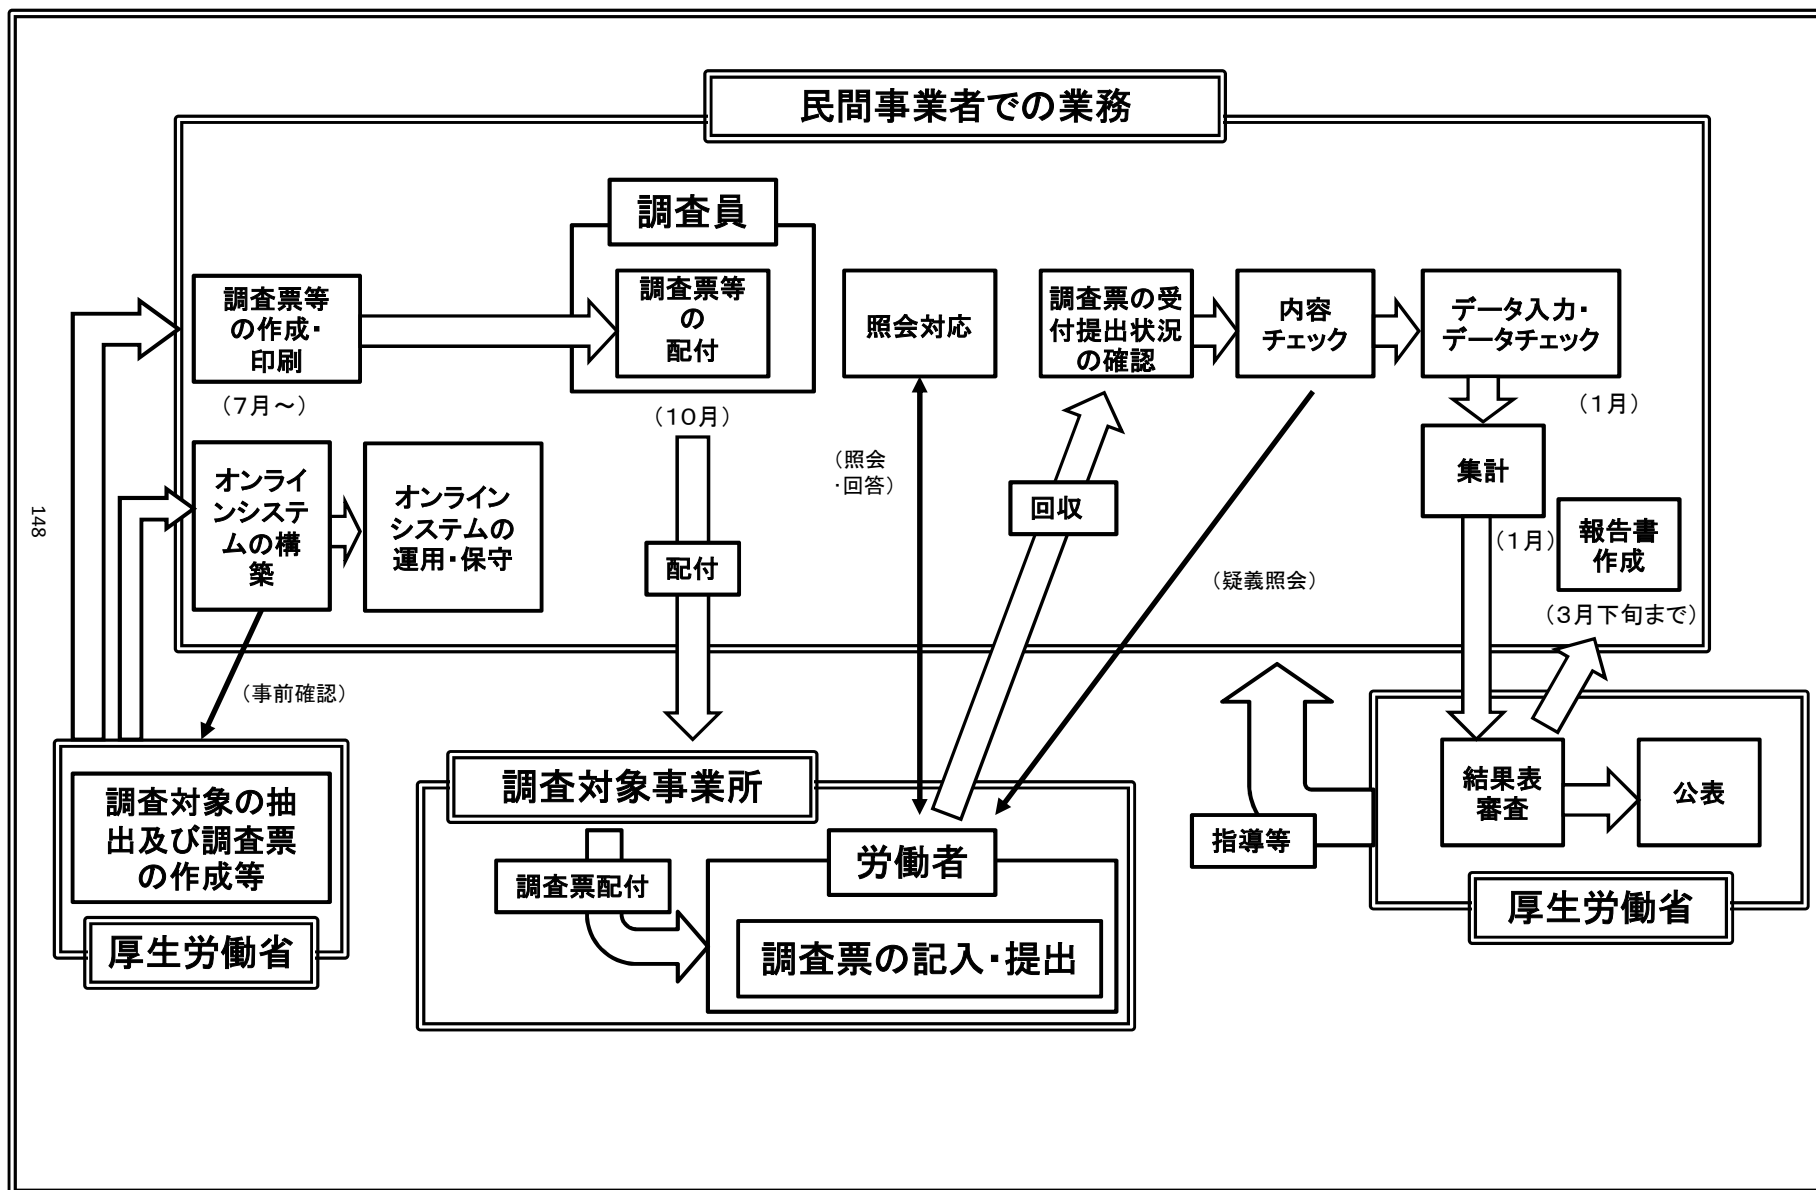 民間事業者での業務
調査員
調査票等
の作成・
印刷
(7月～)
調査票等
の
配付
(10月)
照会対応
調査票の受
付提出状況
の確認
内容
チェック
データ入力・
データチェック
(1月)
オンライ
ンシステ
ムの構
築
オンライン
システムの
運用・保守
配付
(照会
・回答)
回収
(疑義照会)
集計
(1月)
報告書
作成
(3月下旬まで)
148
(事前確認)
調査対象の抽
出及び調査票
の作成等
厚生労働省
調査対象事業所
調査票配付
労働者
調査票の記入・提出
指導等
結果表
審査
公表
厚生労働省